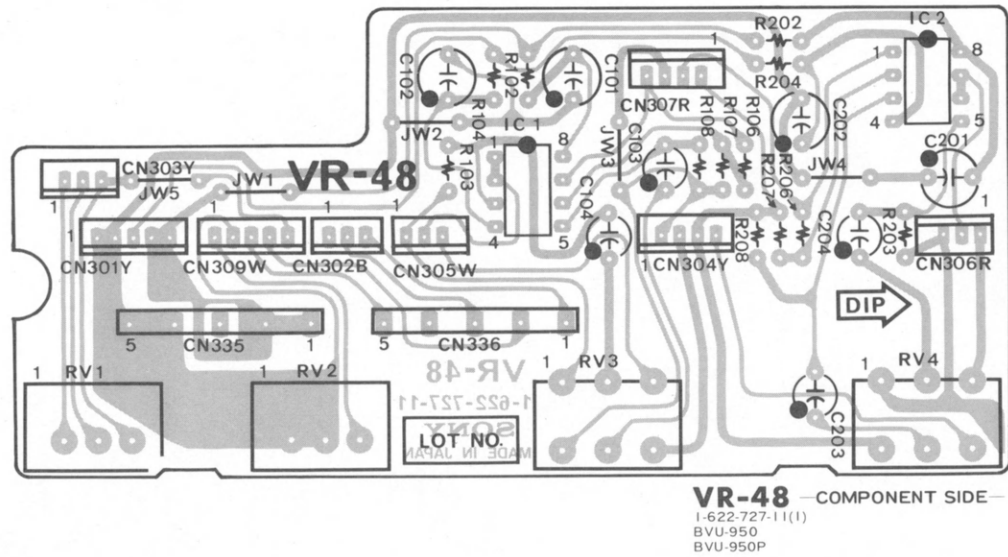 R202
IC2
1
8
R204
CN307R
C102
R102
C101
R104
IC1
JW2
R103
1
8
JW3
C103
R108
R107
R106
C202
4
5
C201
CN303Y
JW5
JW1
VR-48
C104
R207
R206
JW4
1
1
1
1
1
4
5
1
CN304Y
R208
C204
R203
1
CN306R
CN301Y
CN309W
CN302B
CN305W
DIP
5
CN335
1
5
CN336
1
1
RV1
1
RV2
VR-48
1
RV3
1
RV4
1-622-727-11
SONY
MADE IN JAPAN
LOT NO.
C203
VR-48 —COMPONENT SIDE—
1-622-727-11(1)
BVU-950
BVU-950P